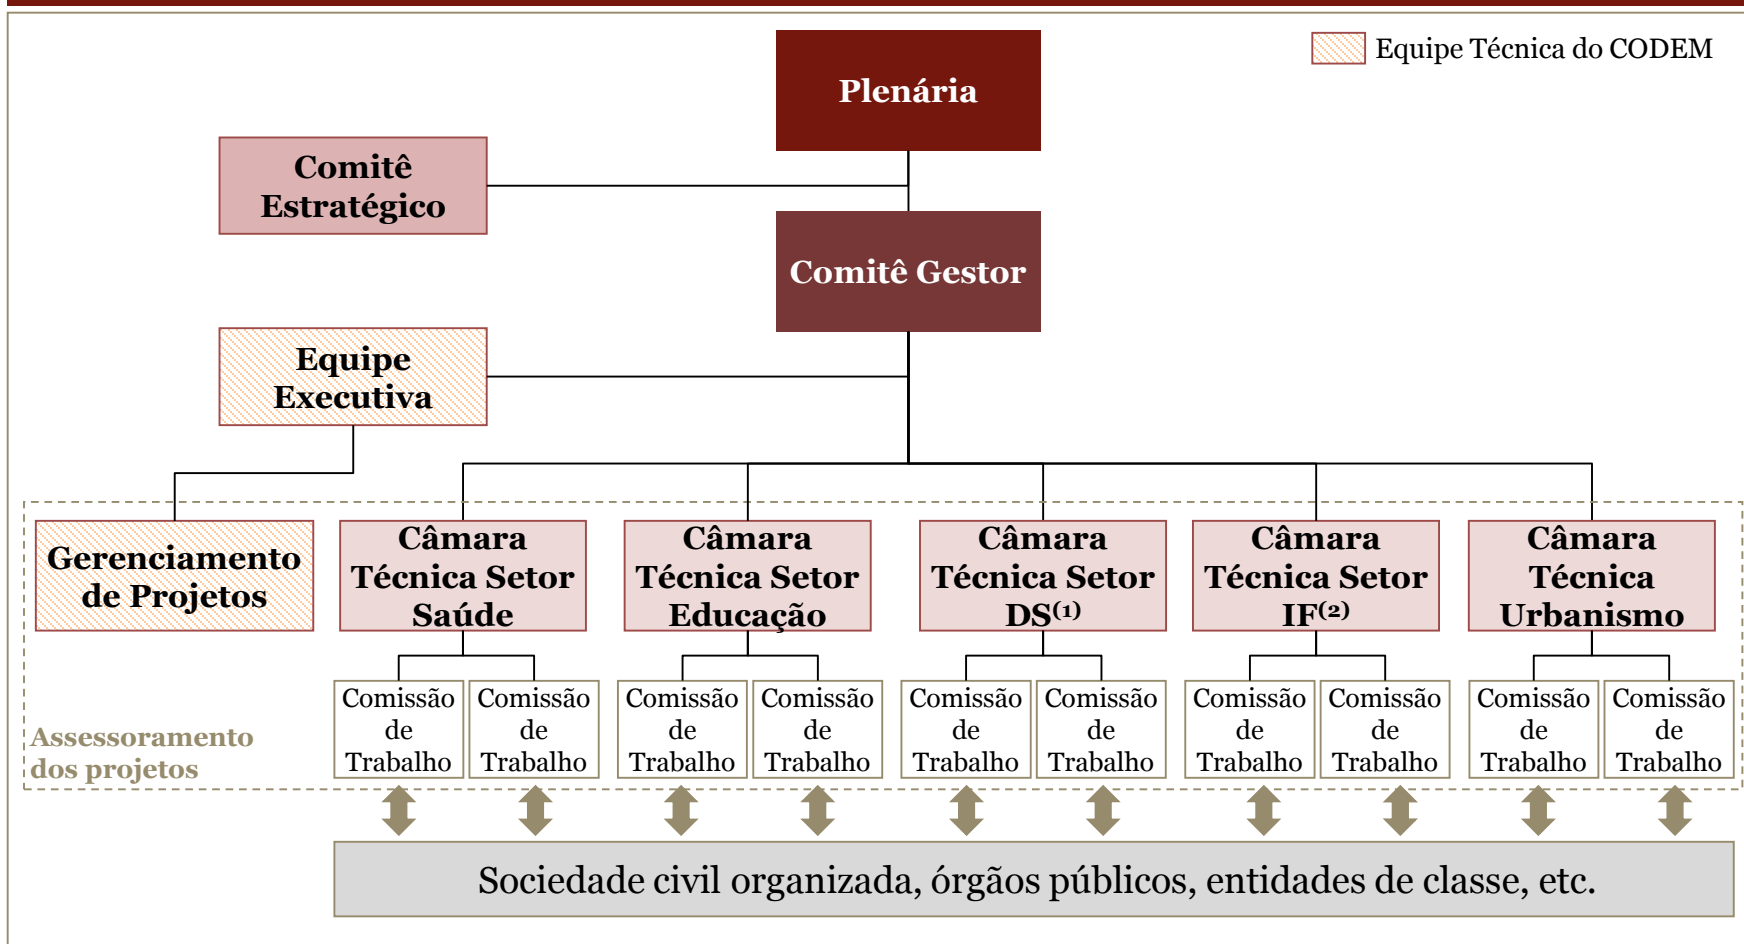 Equipe Técnica do CODEM
Plenária
Comitê
Estratégico
Comitê Gestor
Equipe
Executiva
Gerenciamento
de Projetos
Câmara
Técnica Setor
Saúde
Câmara
Técnica Setor
Educação
Câmara
Técnica Setor
DS(1)
Câmara
Técnica Setor
IF(2)
Câmara
Técnica
Urbanismo
Comissão
de
Trabalho
Comissão
de
Trabalho
Comissão
de
Trabalho
Comissão
de
Trabalho
Comissão
de
Trabalho
Comissão
de
Trabalho
Comissão
de
Trabalho
Comissão
de
Trabalho
Comissão
de
Trabalho
Comissão
de
Trabalho
Assessoramento
dos projetos
Sociedade civil organizada, órgãos públicos, entidades de classe, etc.